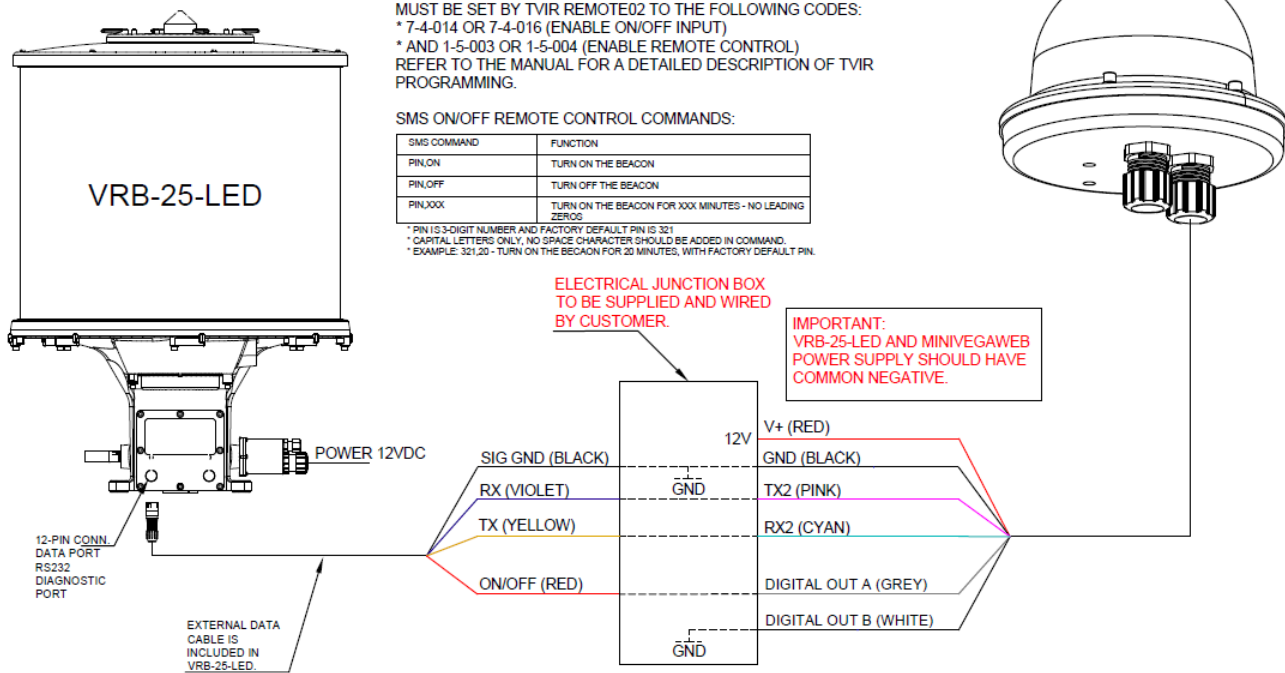 MUST BE SET BY TVIR REMOTE02 TO THE FOLLOWING CODES:
* 7-4-014 OR 7-4-016 (ENABLE ON/OFF INPUT)
* AND 1-5-003 OR 1-5-004 (ENABLE REMOTE CONTROL)
REFER TO THE MANUAL FOR A DETAILED DESCRIPTION OF TVIR
PROGRAMMING.
SMS ON/OFF REMOTE CONTROL COMMANDS:
SMS COMMAND FUNCTION
PIN,ON TURN ON THE BEACON
PIN,OFF TURN OFF THE BEACON
PIN,XXX TURN ON THE BEACON FOR XXX MINUTES - NO LEADING
ZEROS
* PIN IS 3-DIGIT NUMBER AND FACTORY DEFAULT PIN IS 321
* CAPITAL LETTERS ONLY, NO SPACE CHARACTER SHOULD BE ADDED IN COMMAND.
* EXAMPLE: 321,20 - TURN ON THE BECAON FOR 20 MINUTES, WITH FACTORY DEFAULT PIN.
VRB-25-LED
ELECTRICAL JUNCTION BOX
TO BE SUPPLIED AND WIRED
BY CUSTOMER.
IMPORTANT:
VRB-25-LED AND MINIVEGAWEB
POWER SUPPLY SHOULD HAVE
COMMON NEGATIVE.
POWER 12VDC
12-PIN CONN.
DATA PORT
RS232
DIAGNOSTIC
PORT
EXTERNAL DATA
CABLE IS
INCLUDED IN
VRB-25-LED.
SIG GND (BLACK)
RX (VIOLET)
TX (YELLOW)
ON/OFF (RED)
12V
GND
GND
V+ (RED)
GND (BLACK)
TX2 (PINK)
RX2 (CYAN)
DIGITAL OUT A (GREY)
DIGITAL OUT B (WHITE)